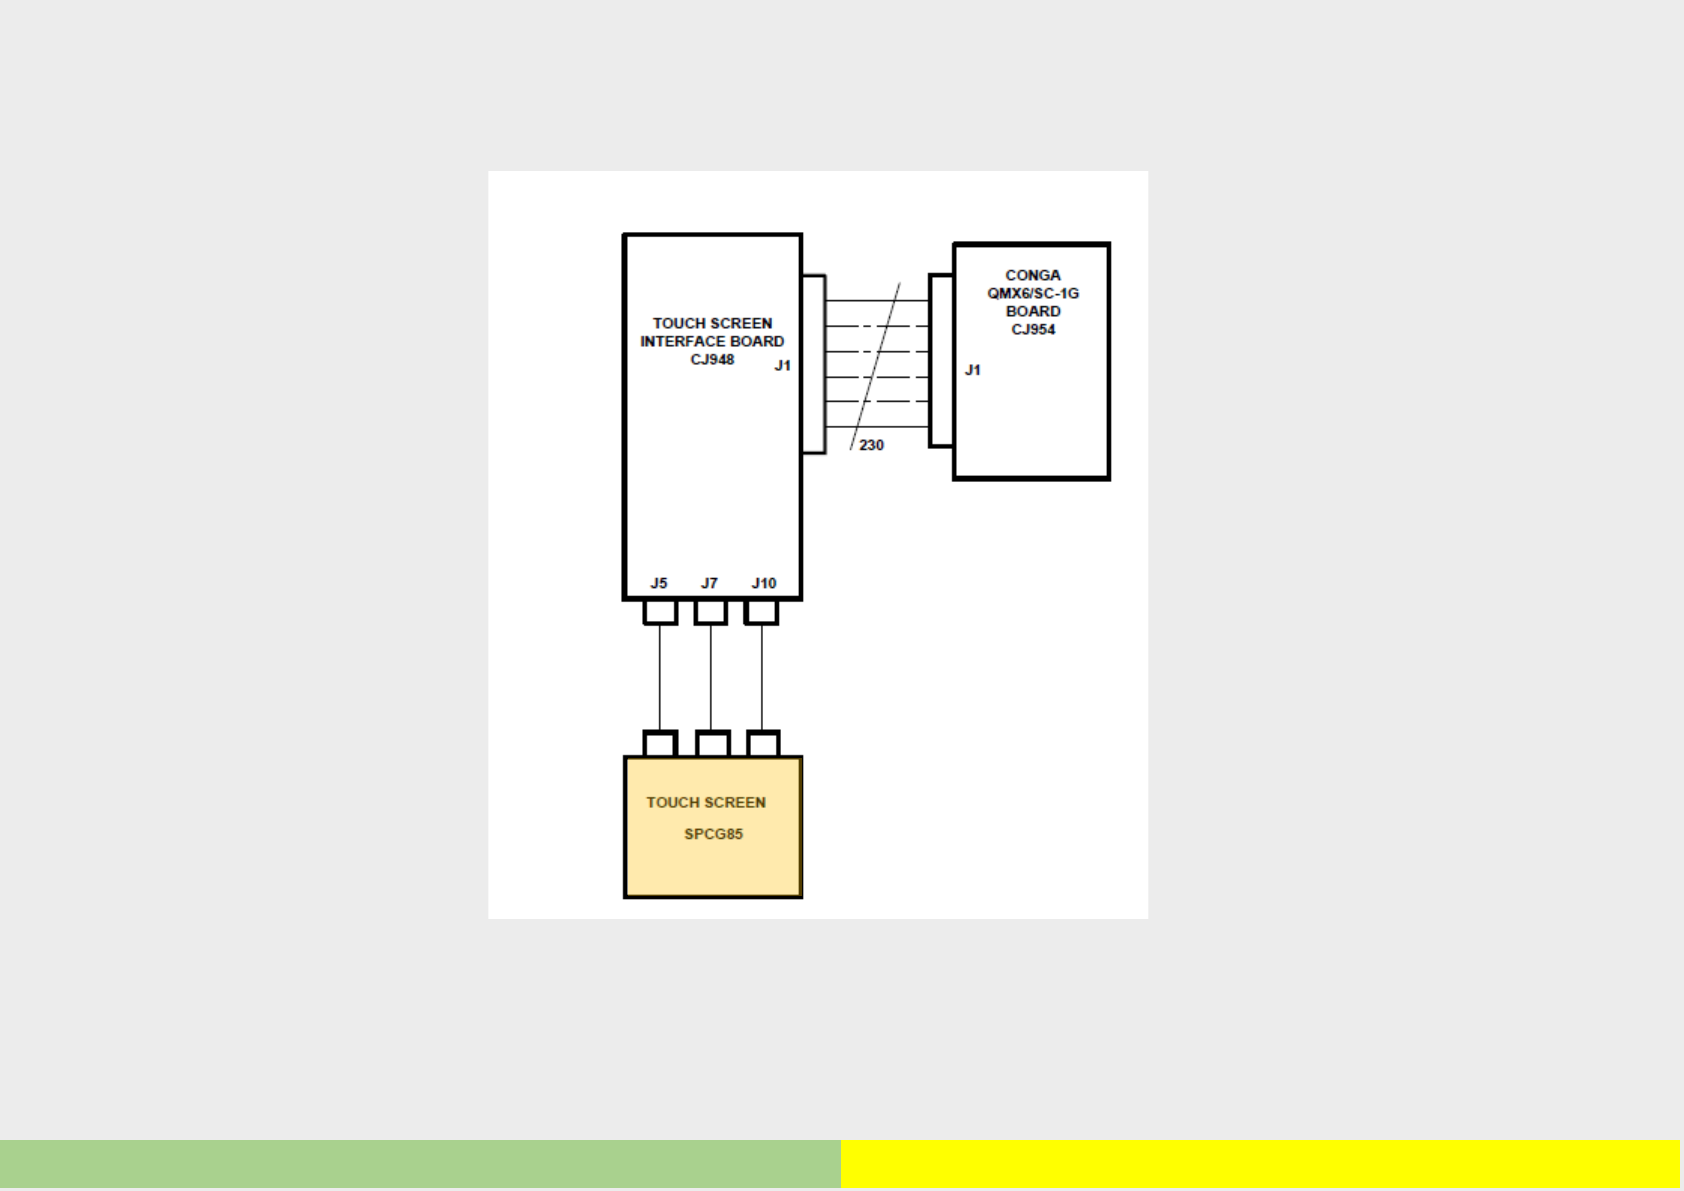 TOUCH SCREEN
INTERFACE BOARD
CJ948
J1
CONGA
QMX6/SC-1G
BOARD
CJ954
J1
230
J5 J7 J10
TOUCH SCREEN
SPCG85